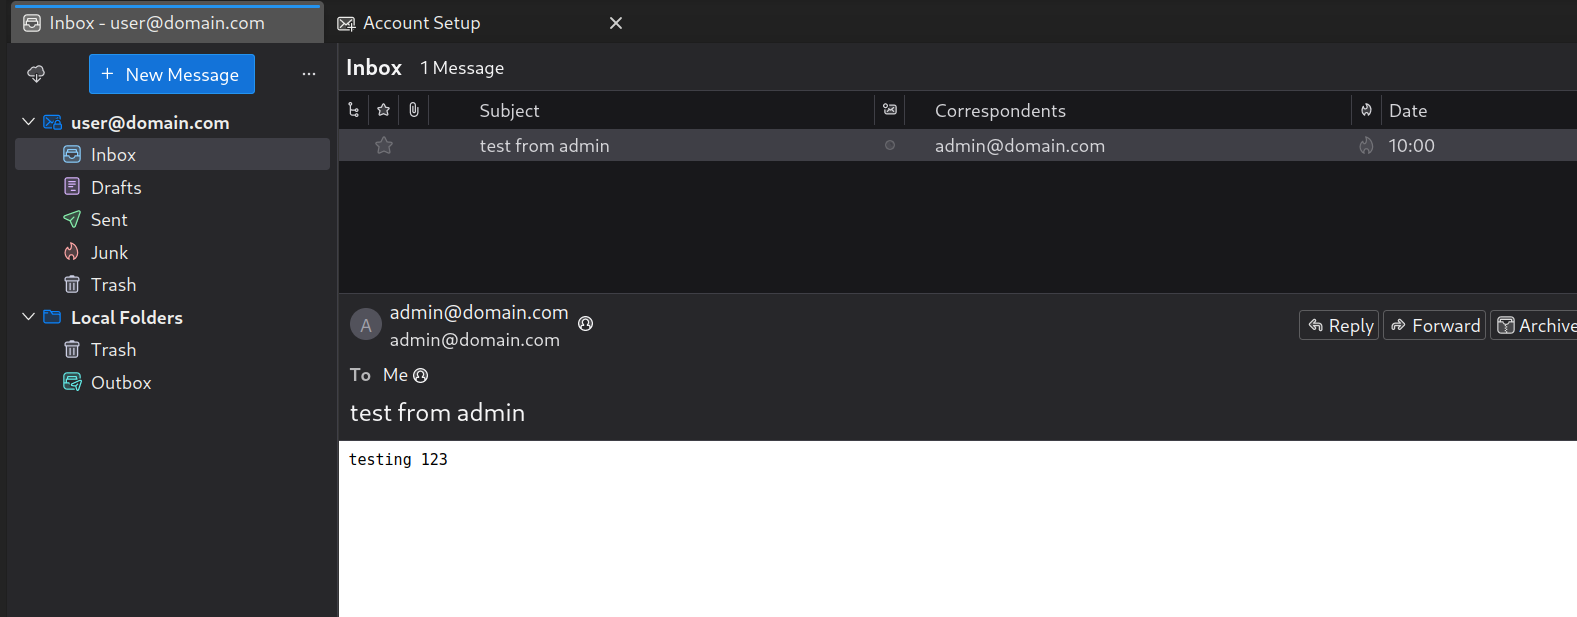 Inbox - user@domain.com
Account Setup
+ New Message
...
user@domain.com
Inbox
Drafts
Sent
Junk
Trash
Local Folders
Trash
Outbox
Inbox 1 Message
Subject Correspondents Date
test from admin admin@domain.com 10:00
A
admin@domain.com
admin@domain.com
Reply Forward Archive
To Me
test from admin
testing 123